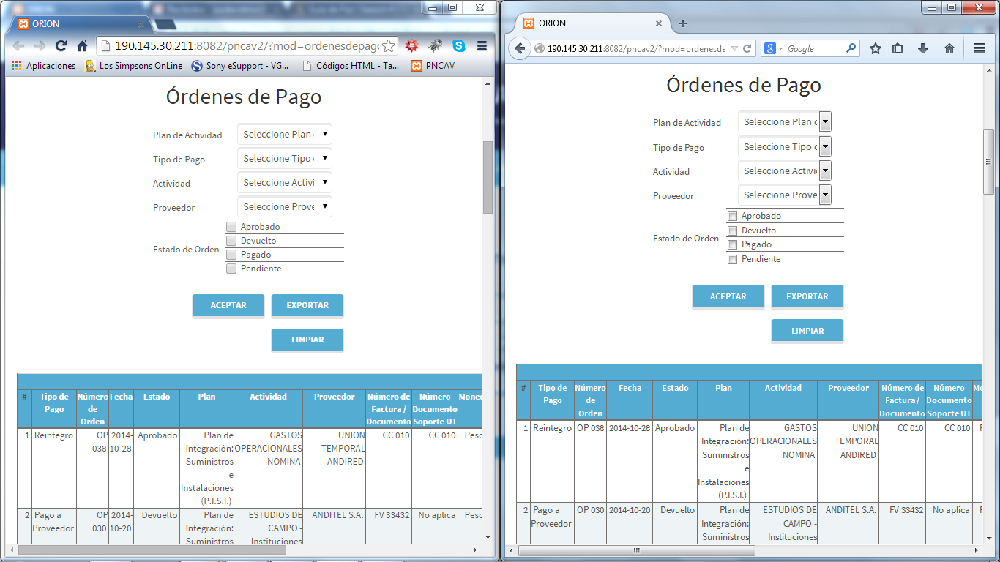 ORION
190.145.30.211:8082/pncav2/?mod=ordenesdepago
Aplicaciones
Los Simpsons OnLine
Sony eSupport - VG...
Códigos HTML - Ta...
PNCAV
Órdenes de Pago
Plan de Actividad
Seleccione Plan
Tipo de Pago
Seleccione Tipo
Actividad
Seleccione Activi
Proveedor
Seleccione Prove
Estado de Orden
Aprobado
Devuelto
Pagado
Pendiente
ACEPTAR
EXPORTAR
LIMPIAR
# Tipo de Pago Número de Orden Fecha Estado Plan Actividad Proveedor Número de Factura / Documento Número Documento Soporte UT Moned
1 Reintegro OP 038 2014-10-28 Aprobado Plan de Integración: Suministros e Instalaciones (P.I.S.I.) GASTOS OPERACIONALES NOMINA UNION TEMPORAL ANDIRED CC 010 CC 010 Peso
2 Pago a Proveedor OP 030 2014-10-20 Devuelto Plan de Integración: Suministros ESTUDIOS DE CAMPO - Instituciones ANDITEL S.A. FV 33432 No aplica Peso
ORION
190.145.30.211:8082/pncav2/?mod=ordenesde
Google
Órdenes de Pago
Plan de Actividad
Seleccione Plan d
Tipo de Pago
Seleccione Tipo d
Actividad
Seleccione Activi
Proveedor
Seleccione Prove
Estado de Orden
Aprobado
Devuelto
Pagado
Pendiente
ACEPTAR
EXPORTAR
LIMPIAR
# Tipo de Pago Número de Orden Fecha Estado Plan Actividad Proveedor Número de Factura / Documento Número Documento Soporte UT Mo
1 Reintegro OP 038 2014-10-28 Aprobado Plan de Integración: Suministros e Instalaciones (P.I.S.I.) GASTOS OPERACIONALES NOMINA UNION TEMPORAL ANDIRED CC 010 CC 010 P
2 Pago a Proveedor OP 030 2014-10-20 Devuelto Plan de Integración: Suministros ESTUDIOS DE CAMPO - Instituciones ANDITEL S.A. FV 33432 No aplica P